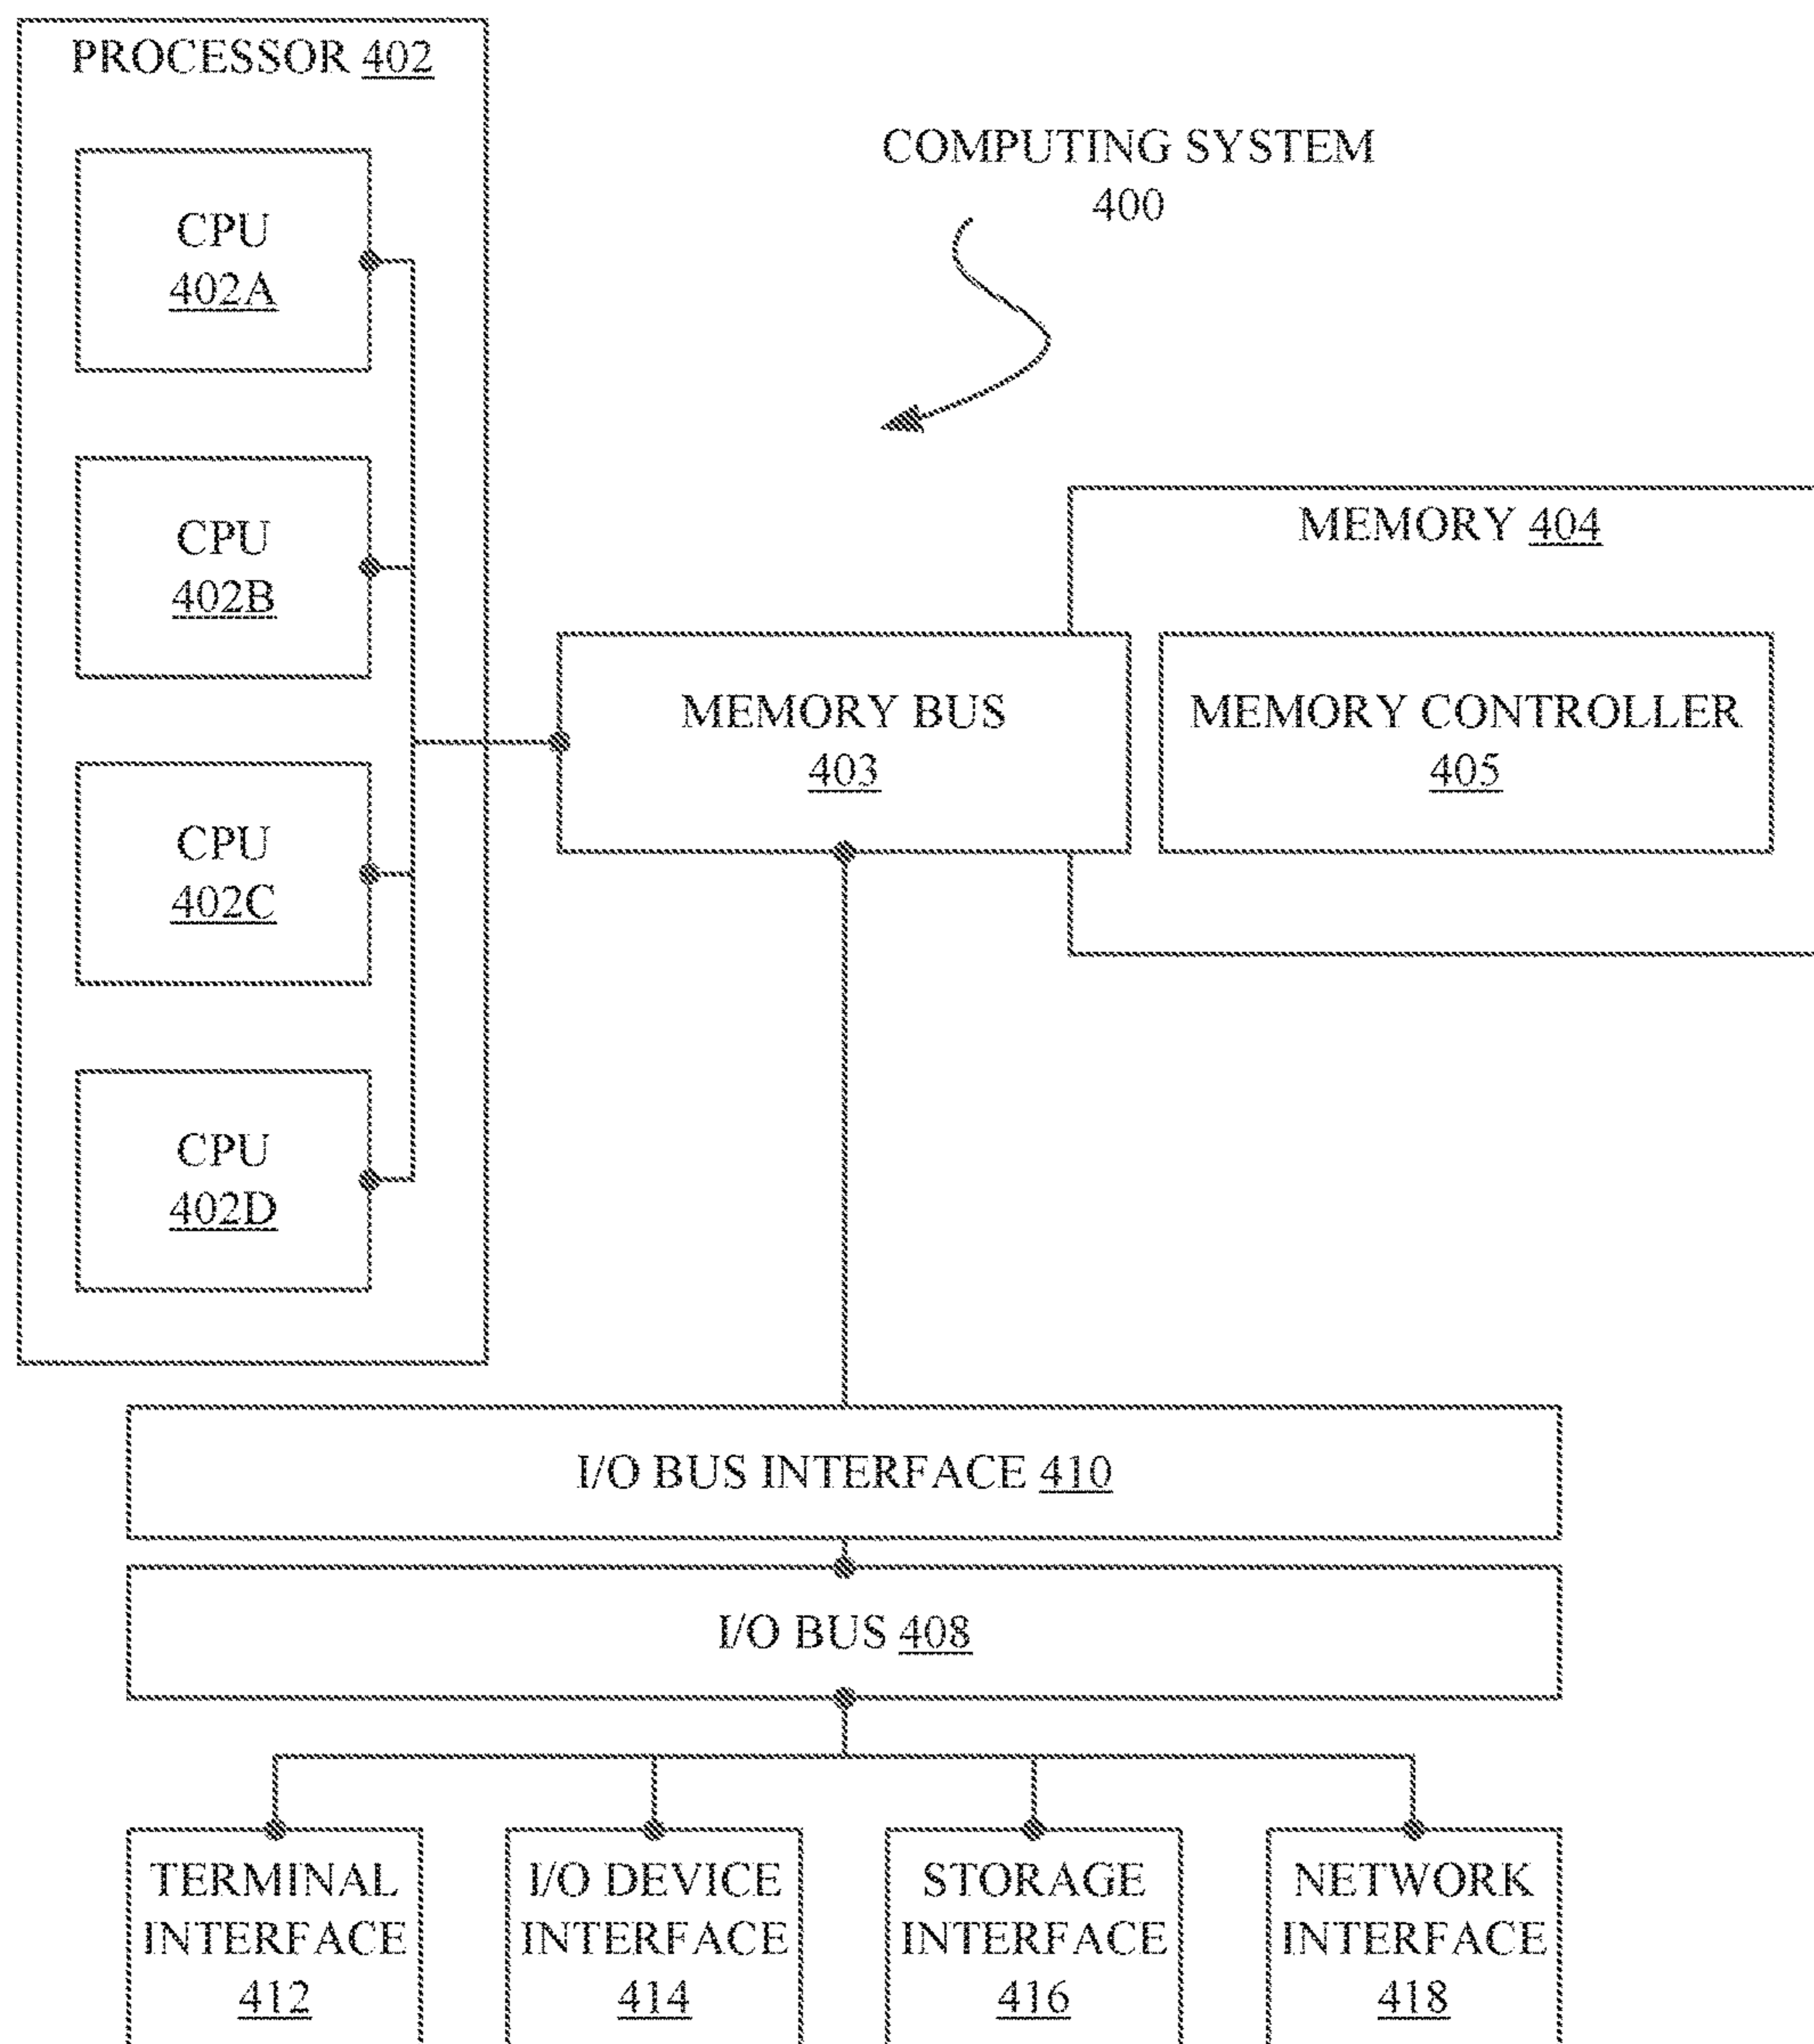 PROCESSOR 402
COMPUTING SYSTEM
400
CPU
402A
CPU
402B
MEMORY 404
MEMORY BUS
403
MEMORY CONTROLLER
405
CPU
402C
CPU
402D
I/O BUS INTERFACE 410
I/O BUS 408
TERMINAL
INTERFACE
412
I/O DEVICE
INTERFACE
414
STORAGE
INTERFACE
416
NETWORK
INTERFACE
418